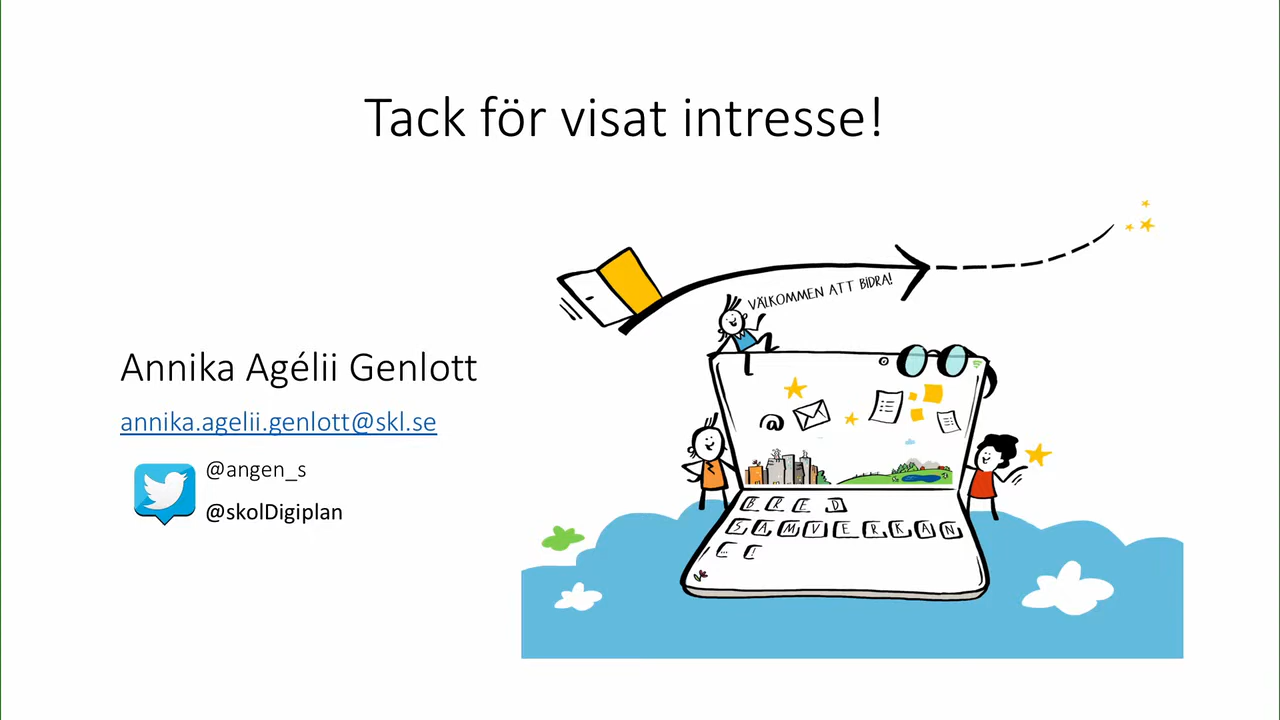 Tack för visat intresse!
VÄLKOMMEN ATT BIDRA!
Annika Agélii Genlott
annika.agelii.genlott@skl.se
@angen_s
@skolDigiplan
@
BRED
SAMVERKAN
... !